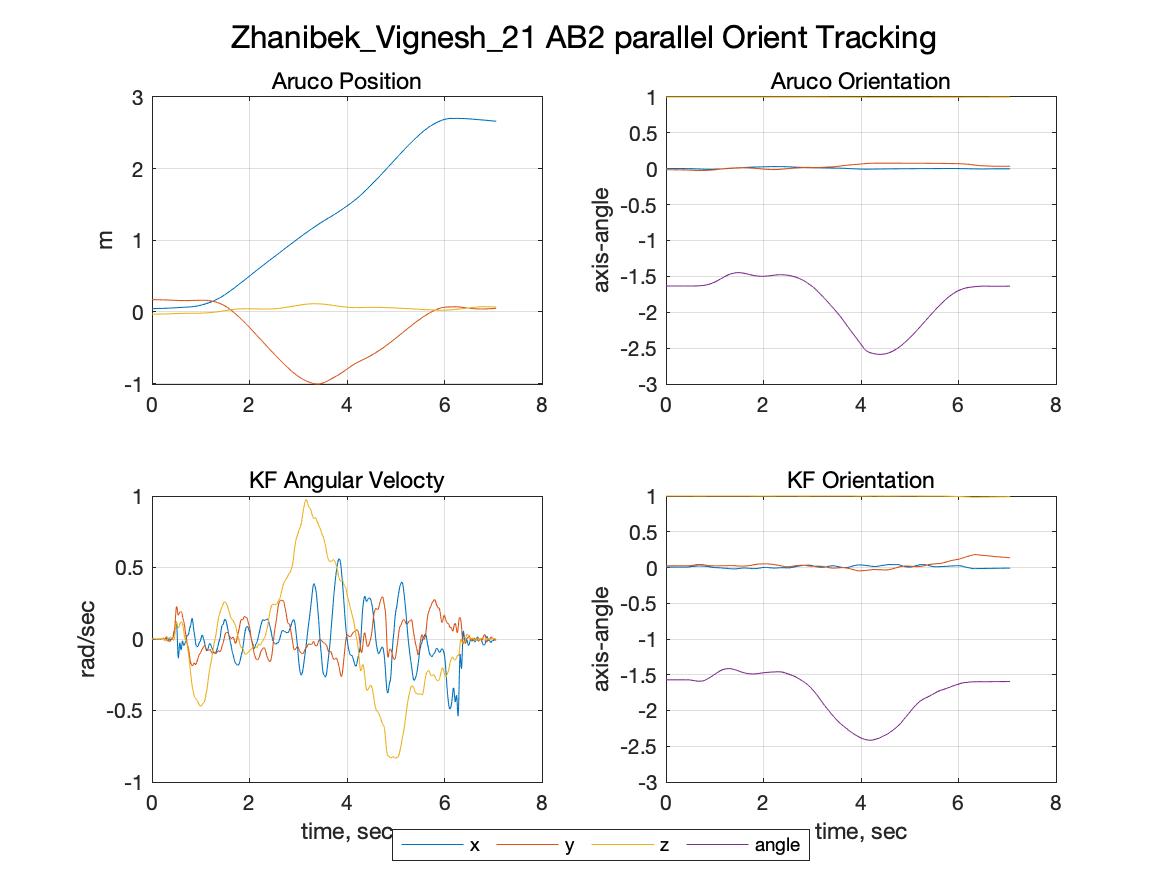 Zhanibek_Vignesh_21 AB2 parallel Orient Tracking
Aruco Position
3
2
1
0
-1
m
0 2 4 6 8
Aruco Orientation
1
0.5
0
-0.5
-1
-1.5
-2
-2.5
-3
axis-angle
0 2 4 6 8
KF Angular Velocty
1
0.5
0
-0.5
-1
rad/sec
0 2 4 6 8
time, sec
KF Orientation
1
0.5
0
-0.5
-1
-1.5
-2
-2.5
-3
axis-angle
0 2 4 6 8
time, sec
x y z angle